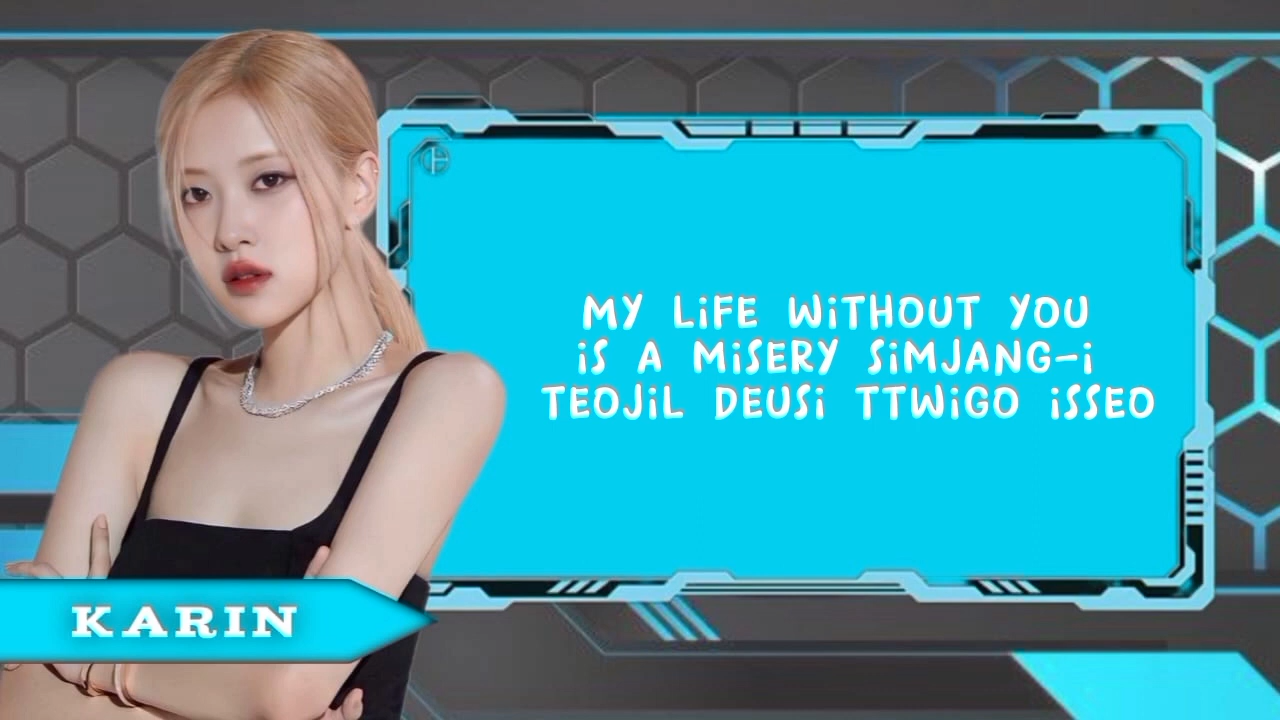 MY LiFE WiTHOUT YOU
iS A MiSERY SiMJANG-i
TEOJiL DEUSi TTWiGO iSSEO
KARIN